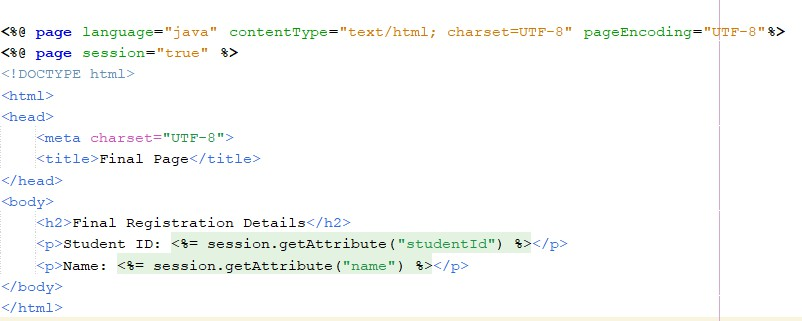 <%@ page language="java" contentType="text/html; charset=UTF-8" pageEncoding="UTF-8"%>
<%@ page session="true" %>
<!DOCTYPE html>
<html>
<head>
    <meta charset="UTF-8">
    <title>Final Page</title>
</head>
<body>
    <h2>Final Registration Details</h2>
    <p>Student ID: <%= session.getAttribute("studentId") %></p>
    <p>Name: <%= session.getAttribute("name") %></p>
</body>
</html>